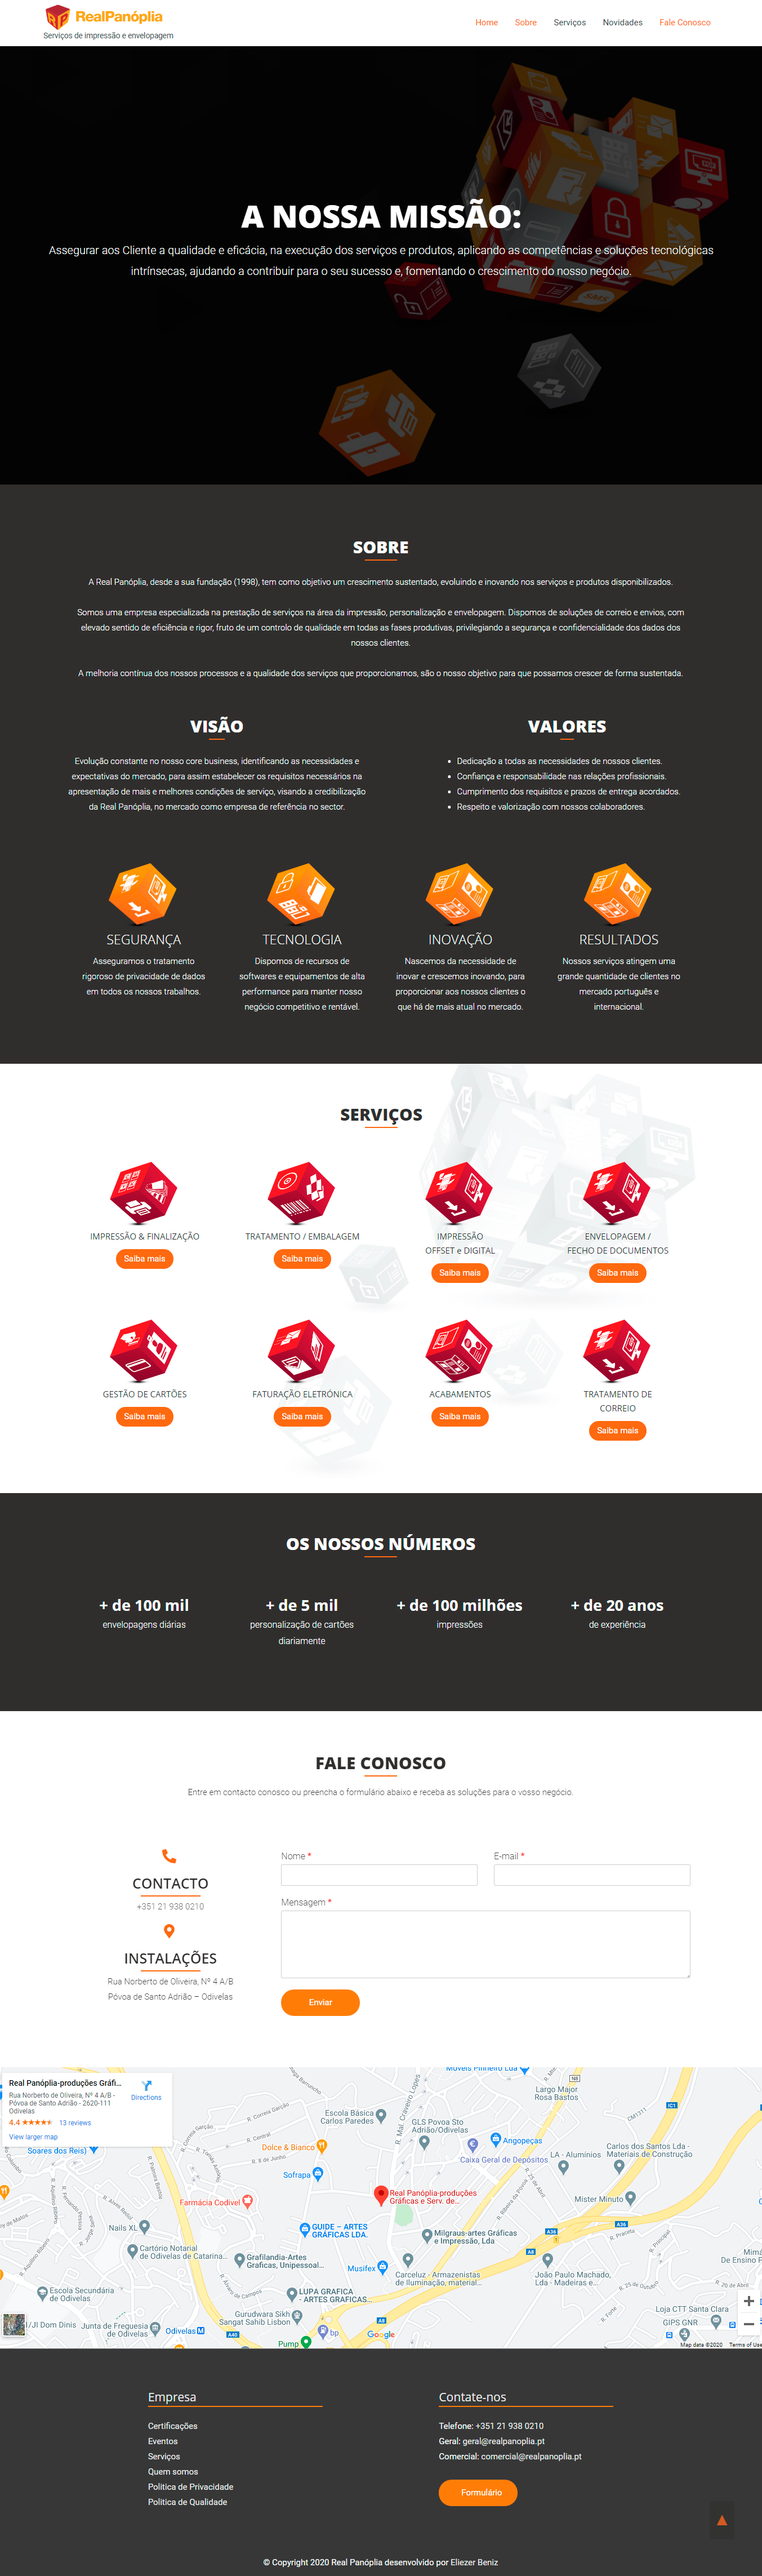 RealPanóplia
Serviços de impressão e envelopagem
Home Sobre Serviços Novidades Fale Conosco
A NOSSA MISSÃO:
Assegurar aos Cliente a qualidade e eficácia, na execução dos serviços e produtos, aplicando as competências e soluções tecnológicas
intrínsecas, ajudando a contribuir para o seu sucesso e, fomentando o crescimento do nosso negócio.
SMS
SOBRE
A Real Panóplia, desde a sua fundação (1998), tem como objetivo um crescimento sustentado, evoluindo e inovando nos serviços e produtos disponibilizados.
Somos uma empresa especializada na prestação de serviços na área da impressão, personalização e envelopagem. Dispomos de soluções de correio e envios, com
elevado sentido de eficiência e rigor, fruto de um controlo de qualidade em todas as fases produtivas, privilegiando a segurança e confidencialidade dos dados dos
nossos clientes.
A melhoria contínua dos nossos processos e a qualidade dos serviços que proporcionamos, são o nosso objetivo para que possamos crescer de forma sustentada.
VISÃO
Evolução constante no nosso core business, identificando as necessidades e
expectativas do mercado, para assim estabelecer os requisitos necessários na
apresentação de mais e melhores condições de serviço, visando a credibilização
da Real Panóplia, no mercado como empresa de referência no sector.
VALORES
• Dedicação a todas as necessidades de nossos clientes.
• Confiança e responsabilidade nas relações profissionais.
• Cumprimento dos requisitos e prazos de entrega acordados.
• Respeito e valorização com nossos colaboradores.
SEGURANÇA
Asseguramos o tratamento
rigoroso de privacidade de dados
em todos os nossos trabalhos.
TECNOLOGIA
Dispomos de recursos de
softwares e equipamentos de alta
performance para manter nosso
negócio competitivo e rentável.
INOVAÇÃO
Nascemos da necessidade de
inovar e crescemos inovando, para
proporcionar aos nossos clientes o
que há de mais atual no mercado.
RESULTADOS
Nossos serviços atingem uma
grande quantidade de clientes no
mercado português e
internacional.
SERVIÇOS
IMPRESSÃO & FINALIZAÇÃO
Saiba mais
TRATAMENTO / EMBALAGEM
Saiba mais
IMPRESSÃO
OFFSET e DIGITAL
Saiba mais
ENVELOPAGEM /
FECHO DE DOCUMENTOS
Saiba mais
GESTÃO DE CARTÕES
Saiba mais
FATURAÇÃO ELETRÓNICA
Saiba mais
ACABAMENTOS
Saiba mais
TRATAMENTO DE
CORREIO
Saiba mais
OS NOSSOS NÚMEROS
+ de 100 mil
envelopagens diárias
+ de 5 mil
personalização de cartões
diariamente
+ de 100 milhões
impressões
+ de 20 anos
de experiência
FALE CONOSCO
Entre em contacto conosco ou preencha o formulário abaixo e receba as soluções para o vosso negócio.
CONTACTO
+351 21 938 0210
INSTALAÇÕES
Rua Norberto de Oliveira, Nº 4 A/B
Póvoa de Santo Adrião – Odivelas
Nome *
E-mail *
Mensagem *
Enviar
Real Panóplia-produções Gráfi...
Rua Norberto de Oliveira, Nº 4 A/B -
Póvoa de Santo Adrião - 2620-111
Odivelas
4.4 ★★★★★ 13 reviews
View larger map
Directions
Soares dos Reis)
Móveis Pinheiro Lda
Largo Major
Rosa Bastos
IC1
CM1311
N8
Escola Básica
Carlos Paredes
R. Mal. Craveiro Lopes
GLS Povoa Sto
Adrião/Odivelas
Angopeças
Caixa Geral de Depósitos
Carlos dos Santos Lda -
Materiais de Construção
LA - Alumínios
Dolce & Bianco
Sofrapa
Farmácia Codivel
Real Panóplia-produções
Gráficas e Serv. de...
Mister Minuto
GUIDE – ARTES
GRÁFICAS LDA.
Nails XL
Cartório Notarial
de Odivelas de Catarina...
Grafilandia-Artes
Graficas, Unipessoal...
Milgraus-artes Gráficas
e Impressão, Lda
Musifex
Carceluz - Armazenistas
de Iluminação, material...
João Paulo Machado,
Lda - Madeiras e...
A36
A36
A8
Escola Secundária
de Odivelas
LUPA GRAFICA
- ARTES GRAFICAS...
Gurudwara Sikh
Sangat Sahib Lisbon
EB1/JI Dom Dinis
Junta de Freguesia
de Odivelas
Odivelas
A40
A8
bp
Pump
Google
Loja CTT Santa Clara
GIPS GNR
Map data ©2020 Terms of Use
Empresa
Certificações
Eventos
Serviços
Quem somos
Politica de Privacidade
Politica de Qualidade
Contate-nos
Telefone: +351 21 938 0210
Geral: geral@realpanoplia.pt
Comercial: comercial@realpanoplia.pt
Formulário
© Copyright 2020 Real Panóplia desenvolvido por Eliezer Beniz